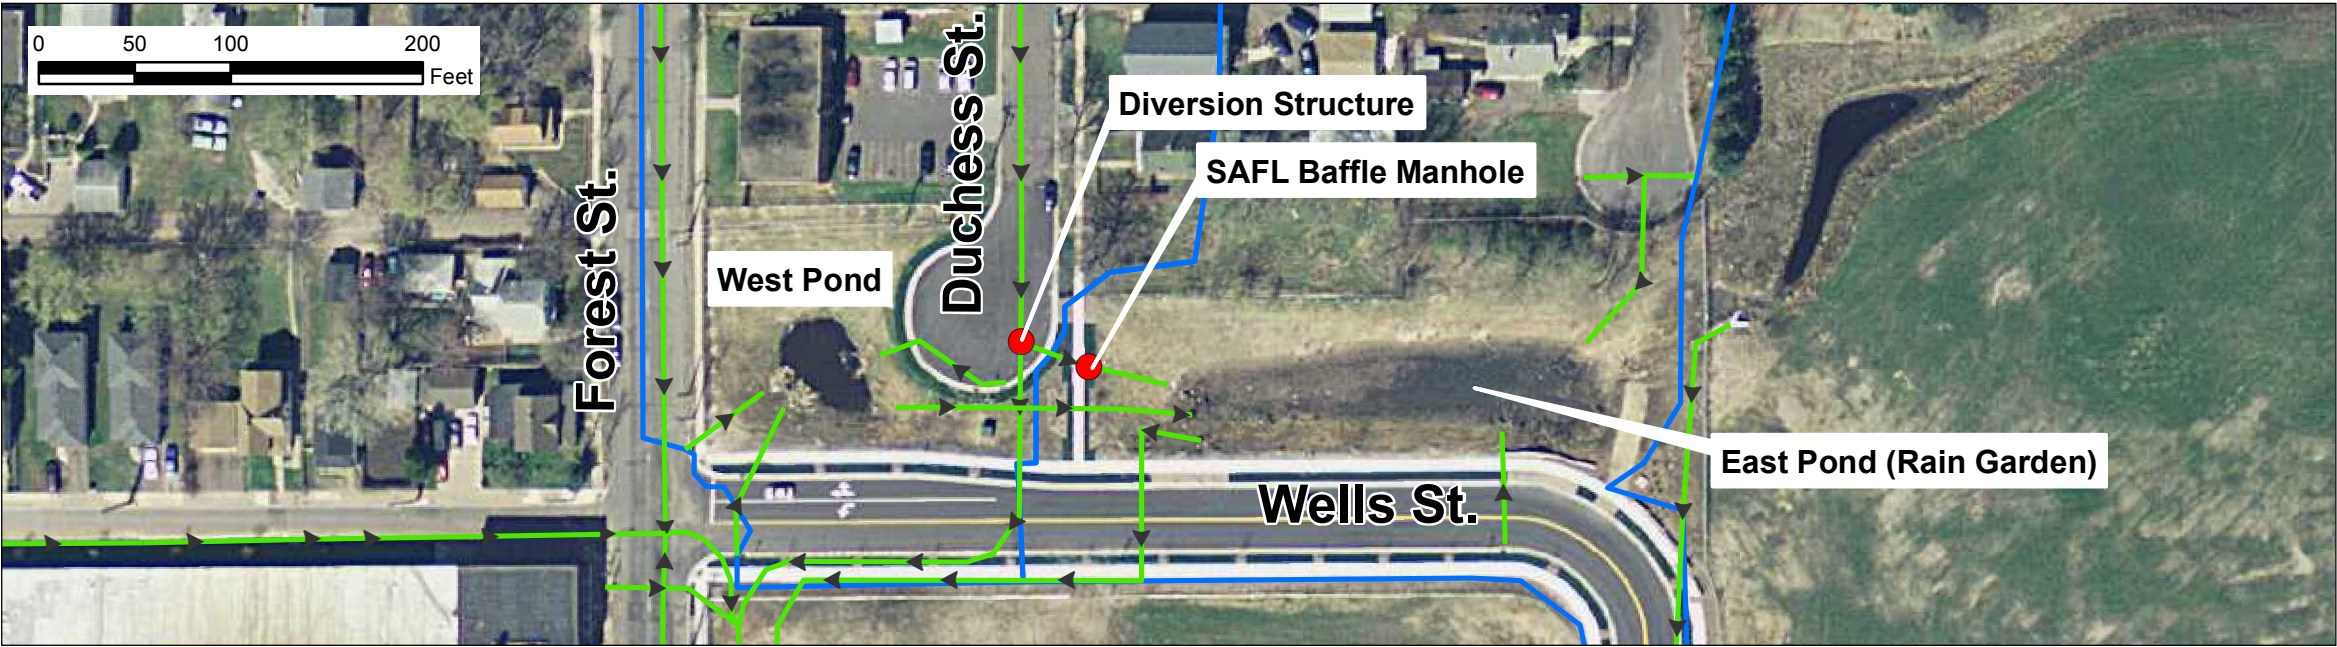 0 50 100 200
Feet
Duchess St.
Diversion Structure
SAFL Baffle Manhole
Forest St.
West Pond
East Pond (Rain Garden)
Wells St.